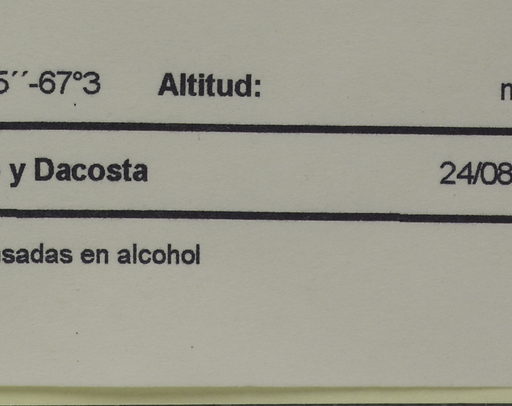 5´´-67°3 Altitud:
y Dacosta 24/08
sadas en alcohol